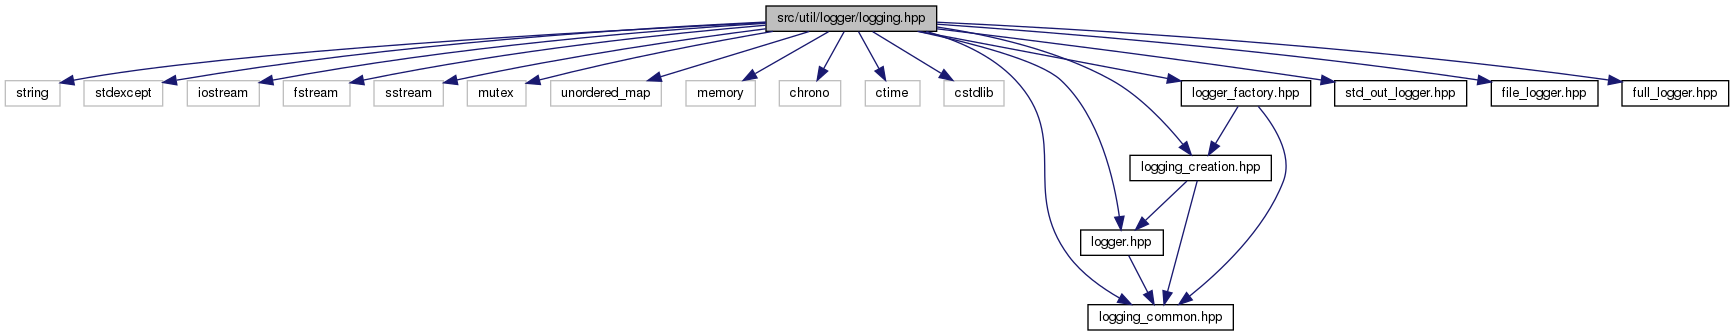 src/util/logger/logging.hpp
string
stdexcept
iostream
fstream
sstream
mutex
unordered_map
memory
chrono
ctime
cstdlib
logger_factory.hpp
std_out_logger.hpp
file_logger.hpp
full_logger.hpp
logging_creation.hpp
logger.hpp
logging_common.hpp